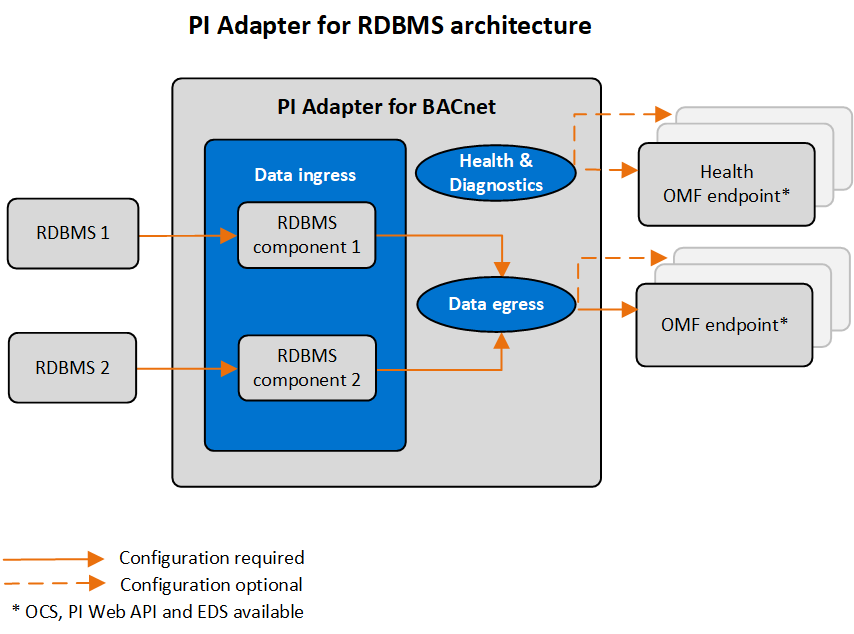 PI Adapter for RDBMS architecture
PI Adapter for BACnet
Data ingress
Health &
Diagnostics
Health
OMF endpoint*
RDBMS 1
RDBMS
component 1
Data egress
OMF endpoint*
RDBMS 2
RDBMS
component 2
Configuration required
Configuration optional
* OCS, PI Web API and EDS available